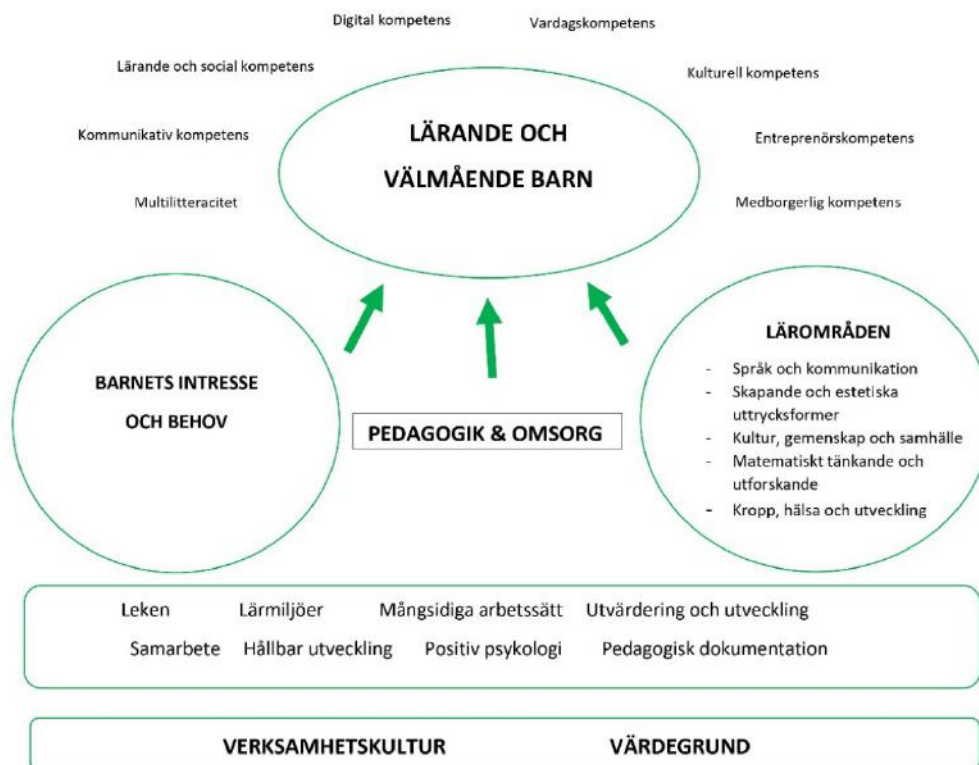 Digital kompetens
Vardagskompetens
Lärande och social kompetens
Kulturell kompetens
LÄRANDE OCH
VÄLMÅENDE BARN
Kommunikativ kompetens
Entreprenörskompetens
Multilitteracitet
Medborgerlig kompetens
BARNETS INTRESSE
OCH BEHOV
PEDAGOGIK & OMSORG
LÄROMRÅDEN
- Språk och kommunikation
- Skapande och estetiska
uttrycksformer
- Kultur, gemenskap och samhälle
- Matematiskt tänkande och
utforskande
- Kropp, hälsa och utveckling
Leken Lärmiljöer Mångsidiga arbetssätt Utvärdering och utveckling
Samarbete Hållbar utveckling Positiv psykologi Pedagogisk dokumentation
VERKSAMHETSKULTUR VÄRDEGRUND